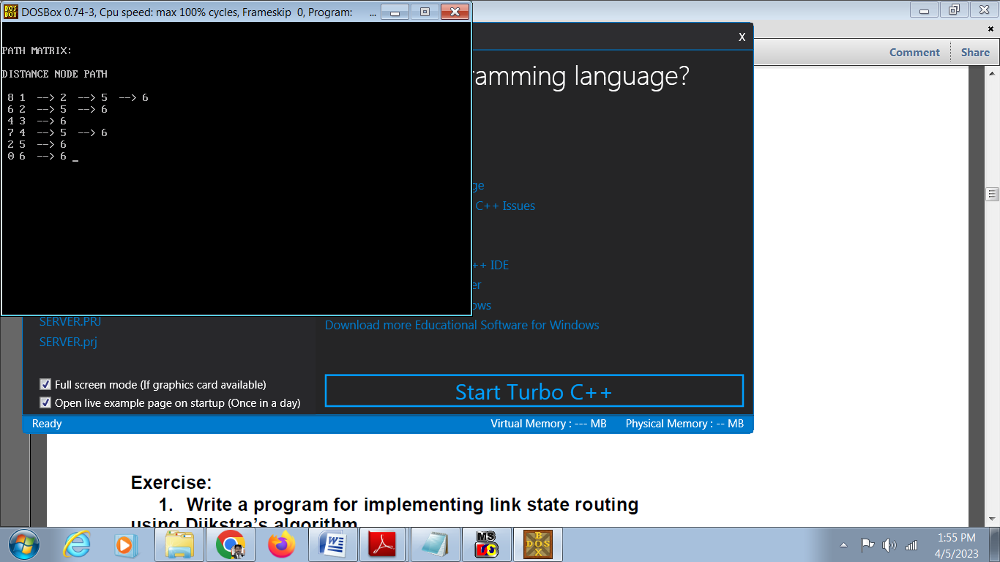 DOSBox 0.74-3, Cpu speed: max 100% cycles, Frameskip 0, Program: ...
PATH MATRIX:
DISTANCE NODE PATH
8 1 --> 2 --> 5 --> 6
6 2 --> 5 --> 6
4 3 --> 6
7 4 --> 5 --> 6
2 5 --> 6
0 6 --> 6 _
X
Comment Share
language?
C++ Issues
IDE
Download more Educational Software for Windows
SERVER.PRJ
SERVER.prj
Full screen mode (If graphics card available)
Open live example page on startup (Once in a day)
Start Turbo C++
Ready
Virtual Memory : --- MB Physical Memory : -- MB
Exercise:
1. Write a program for implementing link state routing
using Dijkstra's algorithm
W
MS
DOS BOX
1:55 PM
4/5/2023